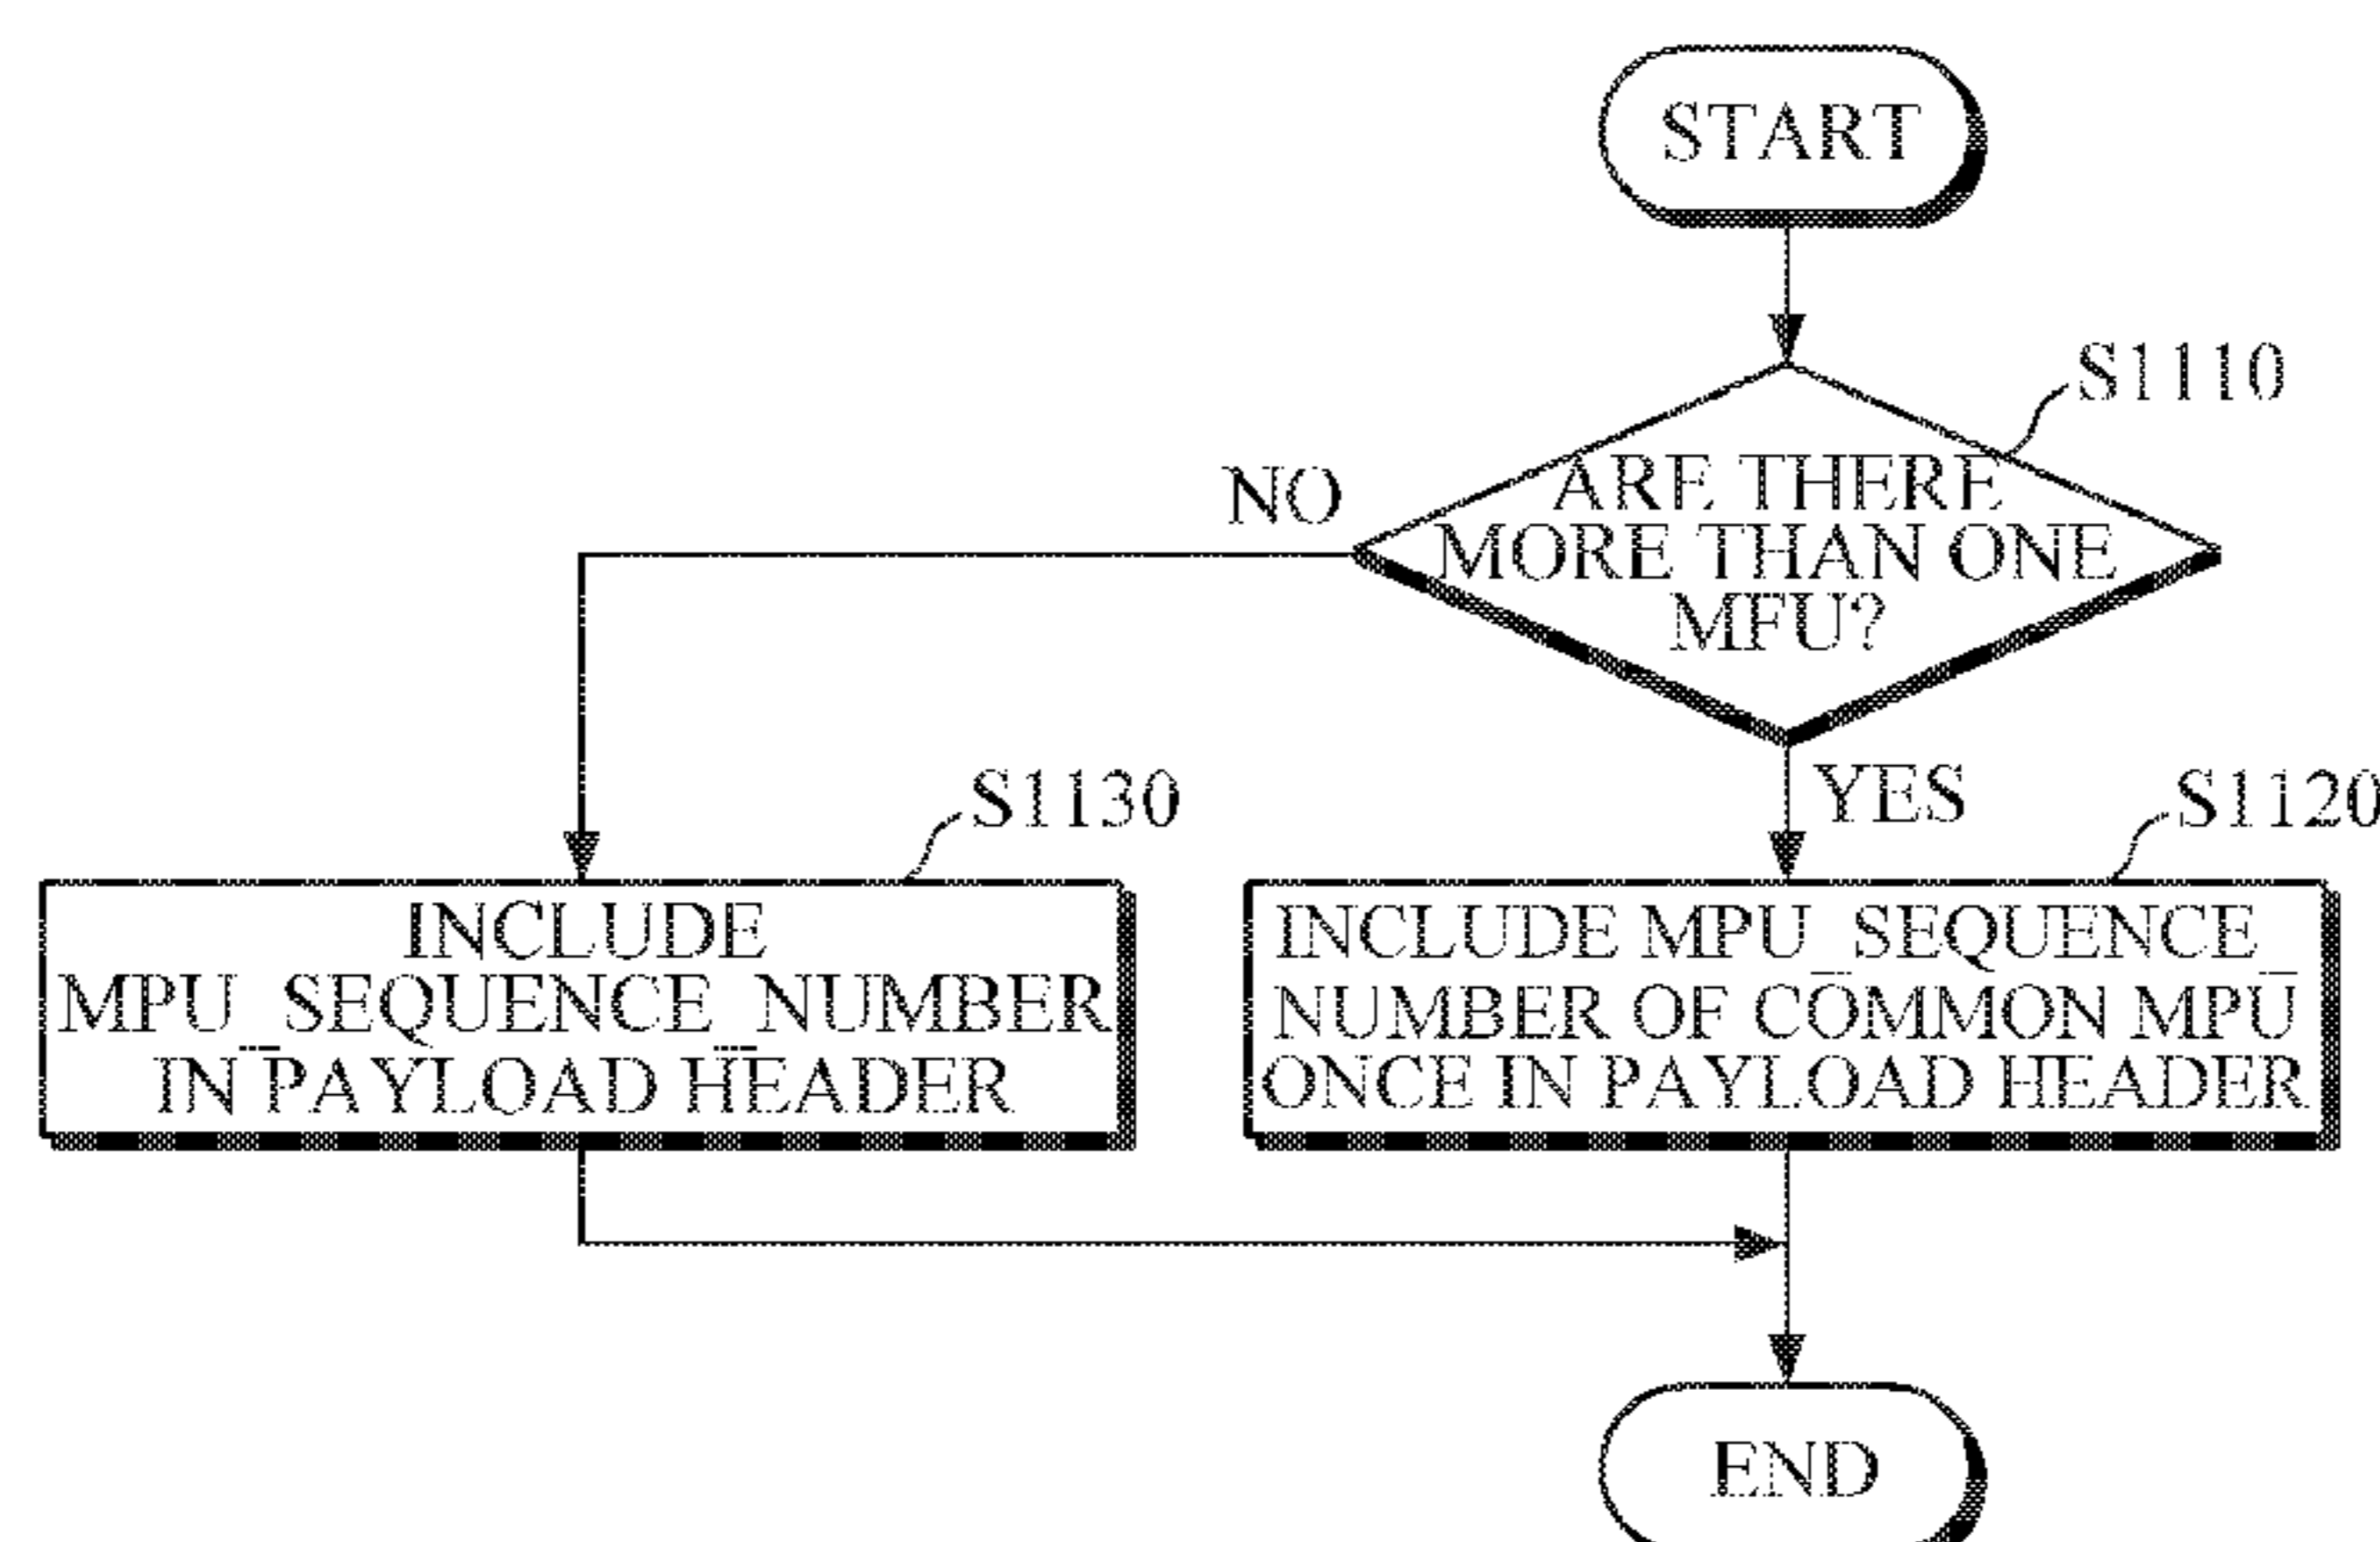 START
S1110
ARE THERE
MORE THAN ONE
MFU?
NO
YES
S1130
S1120
INCLUDE
MPU_SEQUENCE_NUMBER
IN PAYLOAD HEADER
INCLUDE MPU_SEQUENCE_
NUMBER OF COMMON MPU
ONCE IN PAYLOAD HEADER
END